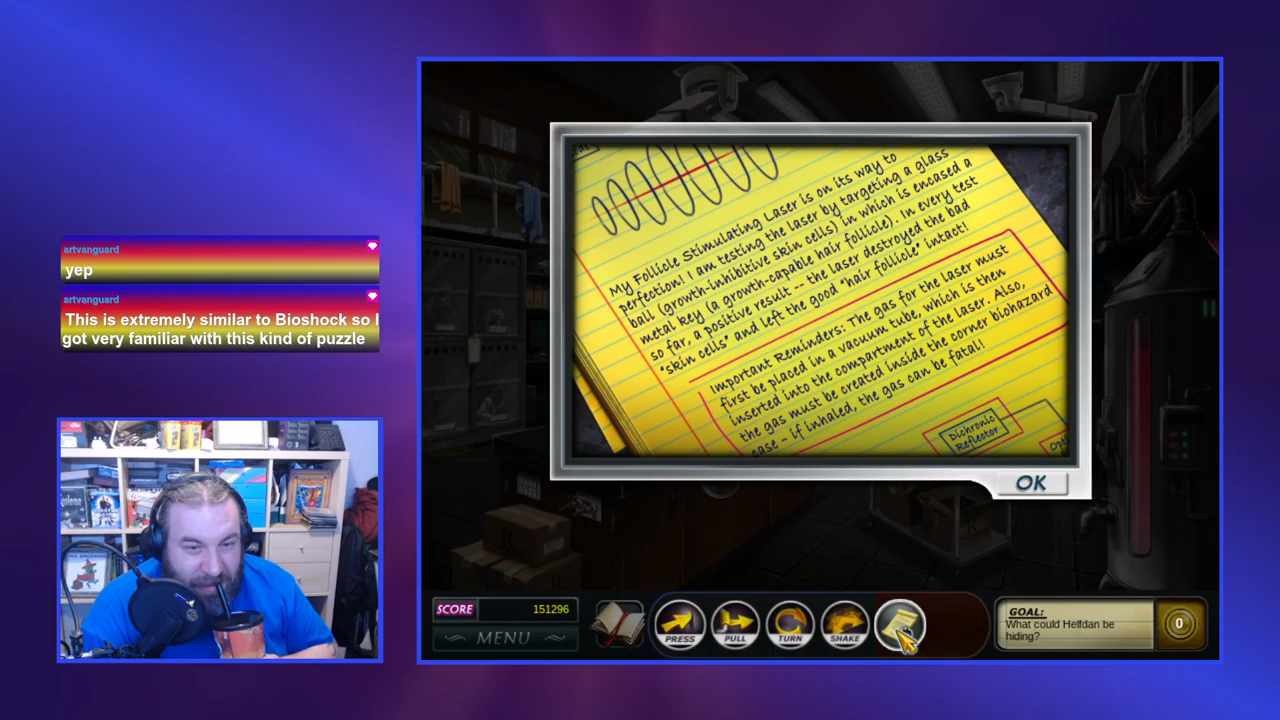 artvanguard
yep
artvanguard
This is extremely similar to Bioshock so I
got very familiar with this kind of puzzle
My Follicle Stimulating Laser is on its way to
perfection! I am testing the laser by targeting a glass
ball (growth-inhibitive skin cells) in which is encased a
metal key (a growth-capable hair follicle). In every test
so far, a positive result -- the laser destroyed the bad
"skin cells" and left the good "hair follicle" intact!
Important Reminders: The gas for the laser must
first be placed in a vacuum tube, which is then
inserted into the compartment of the laser. Also,
the gas must be created inside the corner biohazard
case - if inhaled, the gas can be fatal!
Dichronic
Reflector
OK
SCORE 151296
MENU
PRESS
PULL
TURN
SHAKE
GOAL:
What could Helfdan be
hiding?
0